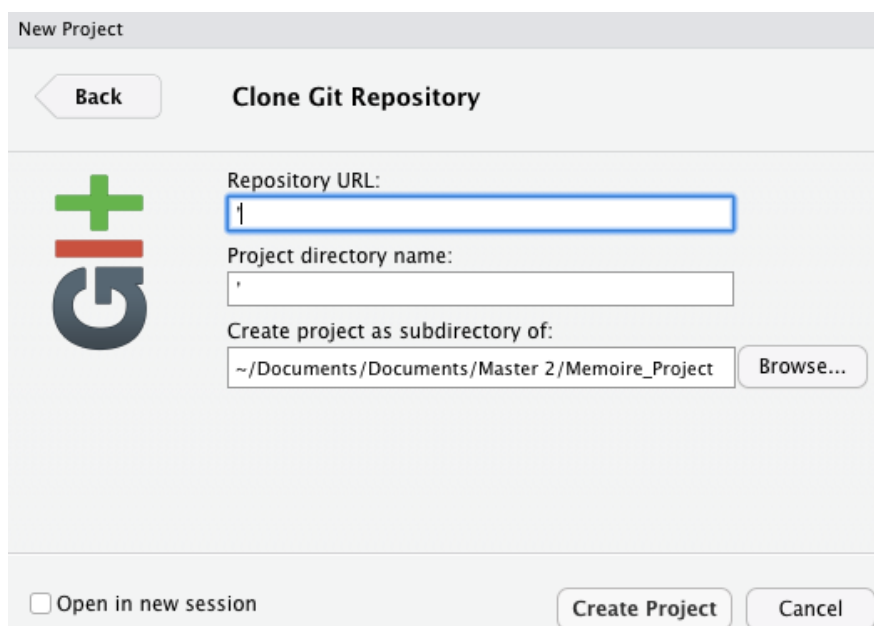 New Project
Back
Clone Git Repository
GIt
Repository URL:
'
Project directory name:
'
Create project as subdirectory of:
~/Documents/Documents/Master 2/Memoire_Project
Browse...
Open in new session
Create Project
Cancel